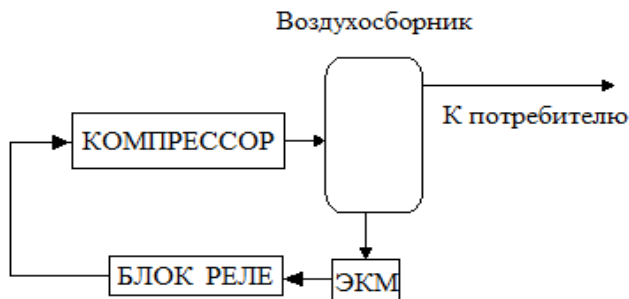 Воздухосборник
К потребителю
КОМПРЕССОР
БЛОК РЕЛЕ
ЭКМ